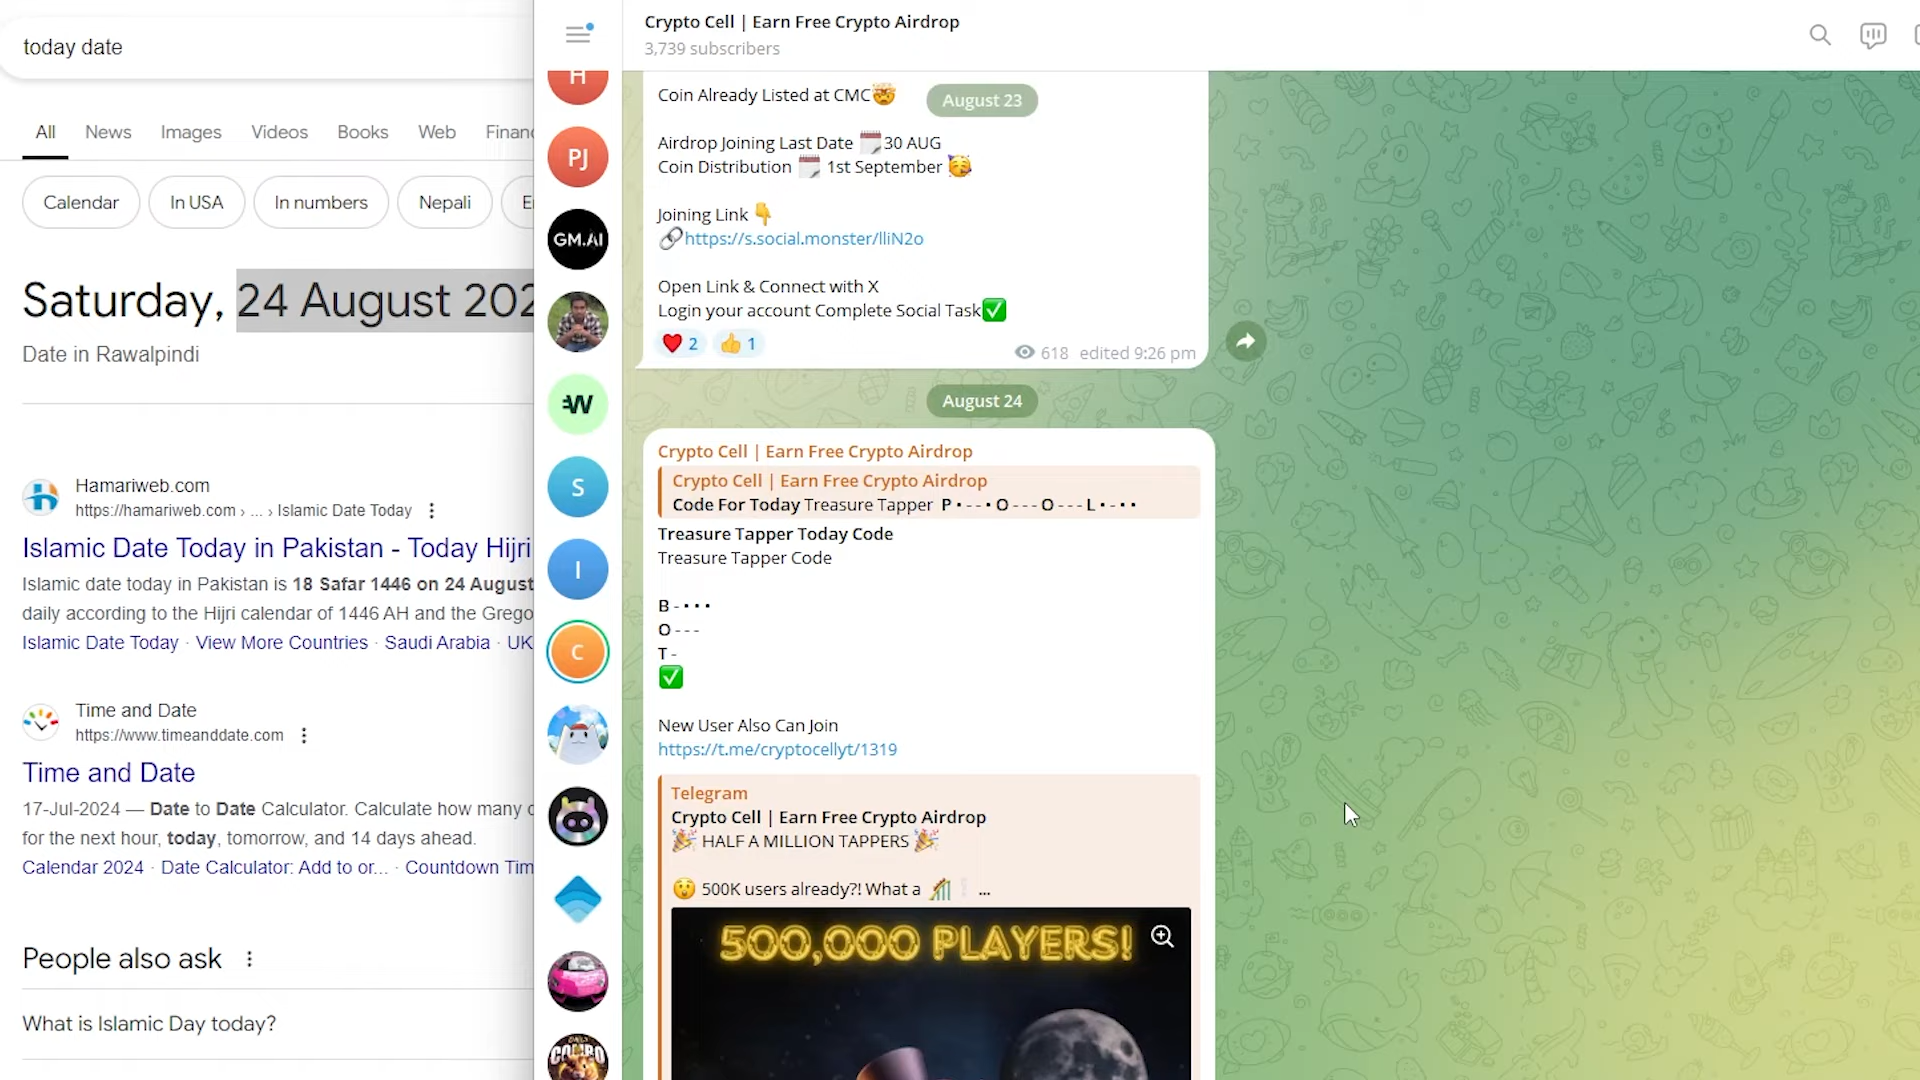 today date
All News Images Videos Books Web Finan
Calendar In USA In numbers Nepali
Saturday, 24 August 202
Date in Rawalpindi
Hamariweb.com
https://hamariweb.com › ... › Islamic Date Today
Islamic Date Today in Pakistan - Today Hijri
Islamic date today in Pakistan is 18 Safar 1446 on 24 August
daily according to the Hijri calendar of 1446 AH and the Grego
Islamic Date Today · View More Countries · Saudi Arabia · UK
Time and Date
https://www.timeanddate.com
Time and Date
17-Jul-2024 — Date to Date Calculator. Calculate how many
for the next hour, today, tomorrow, and 14 days ahead.
Calendar 2024 · Date Calculator: Add to or... · Countdown Tim
People also ask
What is Islamic Day today?
H
PJ
GM.AI
W
S
I
C
COMBO
Crypto Cell | Earn Free Crypto Airdrop
3,739 subscribers
August 23
Coin Already Listed at CMC🤯
Airdrop Joining Last Date 🗓️30 AUG
Coin Distribution 🗓️ 1st September 🥳
Joining Link 👇
🔗https://s.social.monster/lliN2o
Open Link & Connect with X
Login your account Complete Social Task✅
❤️ 2 👍 1
618 edited 9:26 pm
August 24
Crypto Cell | Earn Free Crypto Airdrop
Crypto Cell | Earn Free Crypto Airdrop
Code For Today Treasure Tapper P • - - • O - - - O - - - L • - • •
Treasure Tapper Today Code
Treasure Tapper Code
B - • • •
O - - -
T -
✅
New User Also Can Join
https://t.me/cryptocellyt/1319
Telegram
Crypto Cell | Earn Free Crypto Airdrop
🎉 HALF A MILLION TAPPERS 🎉
😲 500K users already?! What a 🎢 ❕ ...
500,000 PLAYERS!